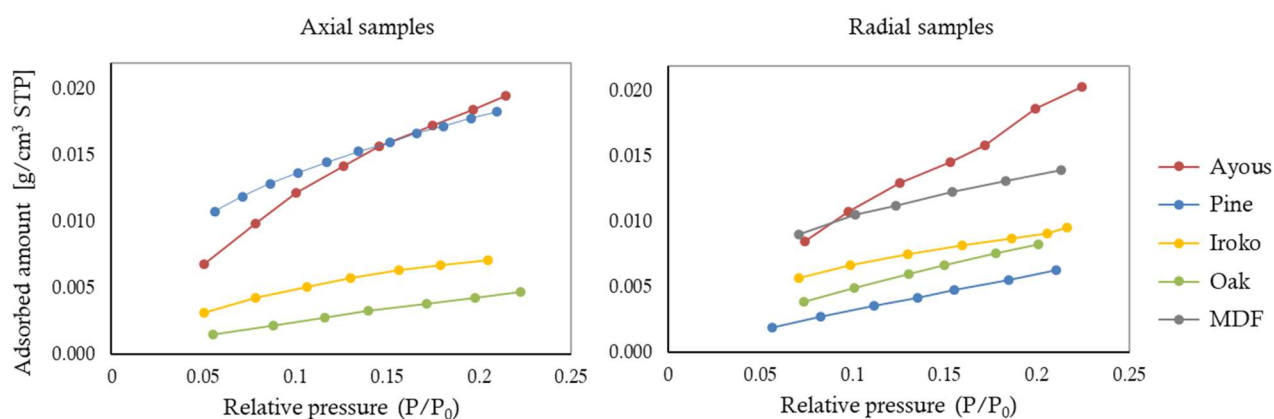 Axial samples
Adsorbed amount [g/cm³ STP]
0.020
0.015
0.010
0.005
0.000
0
0.05
0.1
0.15
0.2
0.25
Relative pressure (P/P₀)
Radial samples
0.020
0.015
0.010
0.005
0.000
0
0.05
0.1
0.15
0.2
0.25
Relative pressure (P/P₀)
Ayous
Pine
Iroko
Oak
MDF